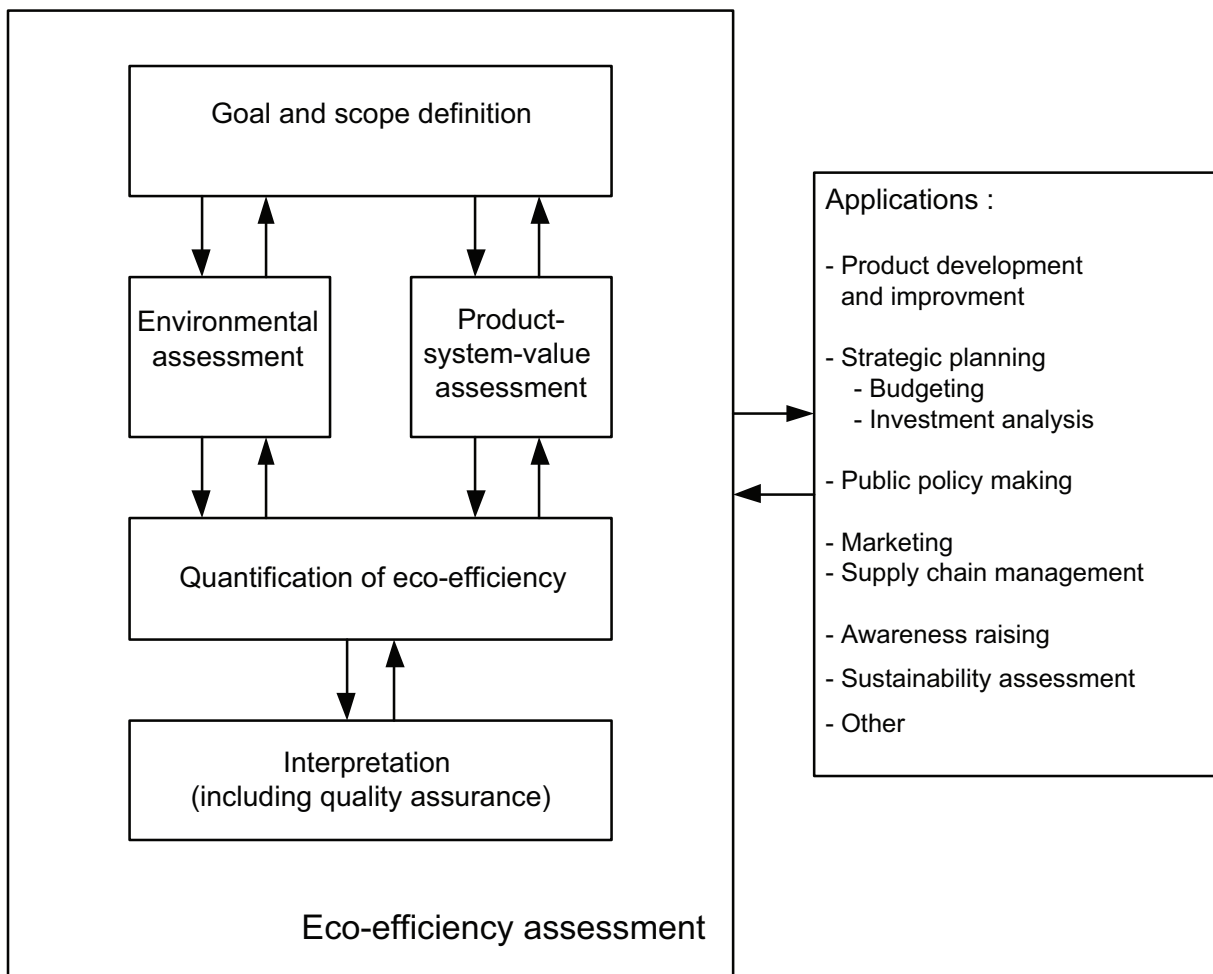 Goal and scope definition
Environmental
assessment
Product-
system-value
assessment
Quantification of eco-efficiency
Interpretation
(including quality assurance)
Eco-efficiency assessment
Applications :
- Product development
and improvment
- Strategic planning
- Budgeting
- Investment analysis
- Public policy making
- Marketing
- Supply chain management
- Awareness raising
- Sustainability assessment
- Other